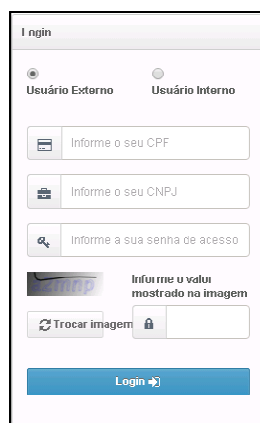 Login
Usuário Externo Usuário Interno
Informe o seu CPF
Informe o seu CNPJ
Informe a sua senha de acesso
Informe o valor
mostrado na imagem
Trocar imagem
Login